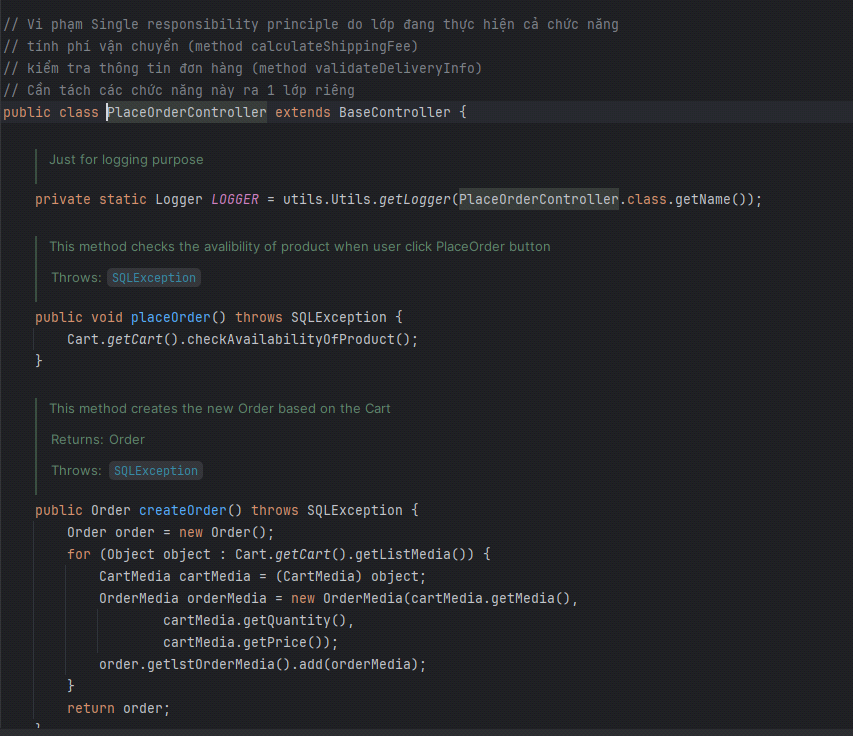 // Vi phạm Single responsibility principle do lớp đang thực hiện cả chức năng
// tính phí vận chuyển (method calculateShippingFee)
// kiểm tra thông tin đơn hàng (method validateDeliveryInfo)
// Cần tách các chức năng này ra 1 lớp riêng
public class PlaceOrderController extends BaseController {
Just for logging purpose
private static Logger LOGGER = utils.Utils.getLogger(PlaceOrderController.class.getName());
This method checks the avalibility of product when user click PlaceOrder button
Throws: SQLException
public void placeOrder() throws SQLException {
Cart.getCart().checkAvailabilityOfProduct();
}
This method creates the new Order based on the Cart
Returns: Order
Throws: SQLException
public Order createOrder() throws SQLException {
Order order = new Order();
for (Object object : Cart.getCart().getListMedia()) {
CartMedia cartMedia = (CartMedia) object;
OrderMedia orderMedia = new OrderMedia(cartMedia.getMedia(),
cartMedia.getQuantity(),
cartMedia.getPrice());
order.getlstOrderMedia().add(orderMedia);
}
return order;